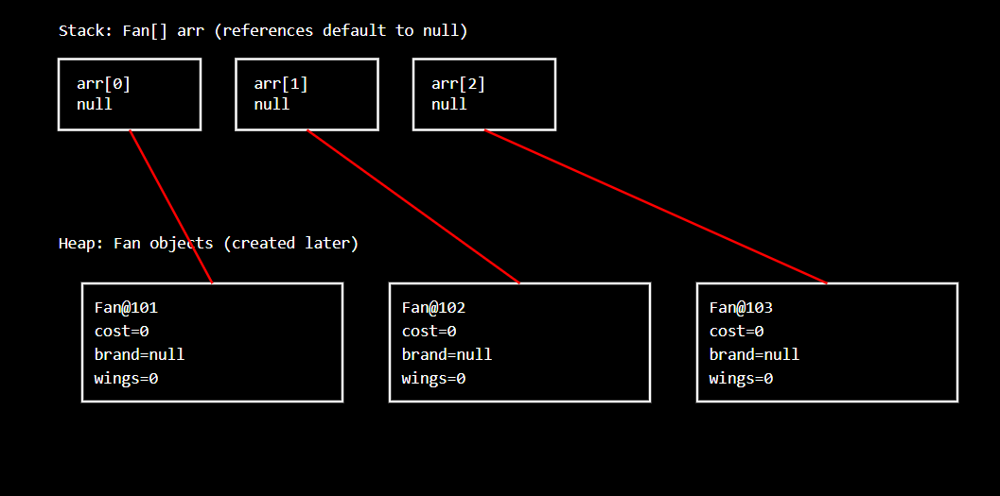 Stack: Fan[] arr (references default to null)
arr[0]
null
arr[1]
null
arr[2]
null
Heap: Fan objects (created later)
Fan@101
cost=0
brand=null
wings=0
Fan@102
cost=0
brand=null
wings=0
Fan@103
cost=0
brand=null
wings=0